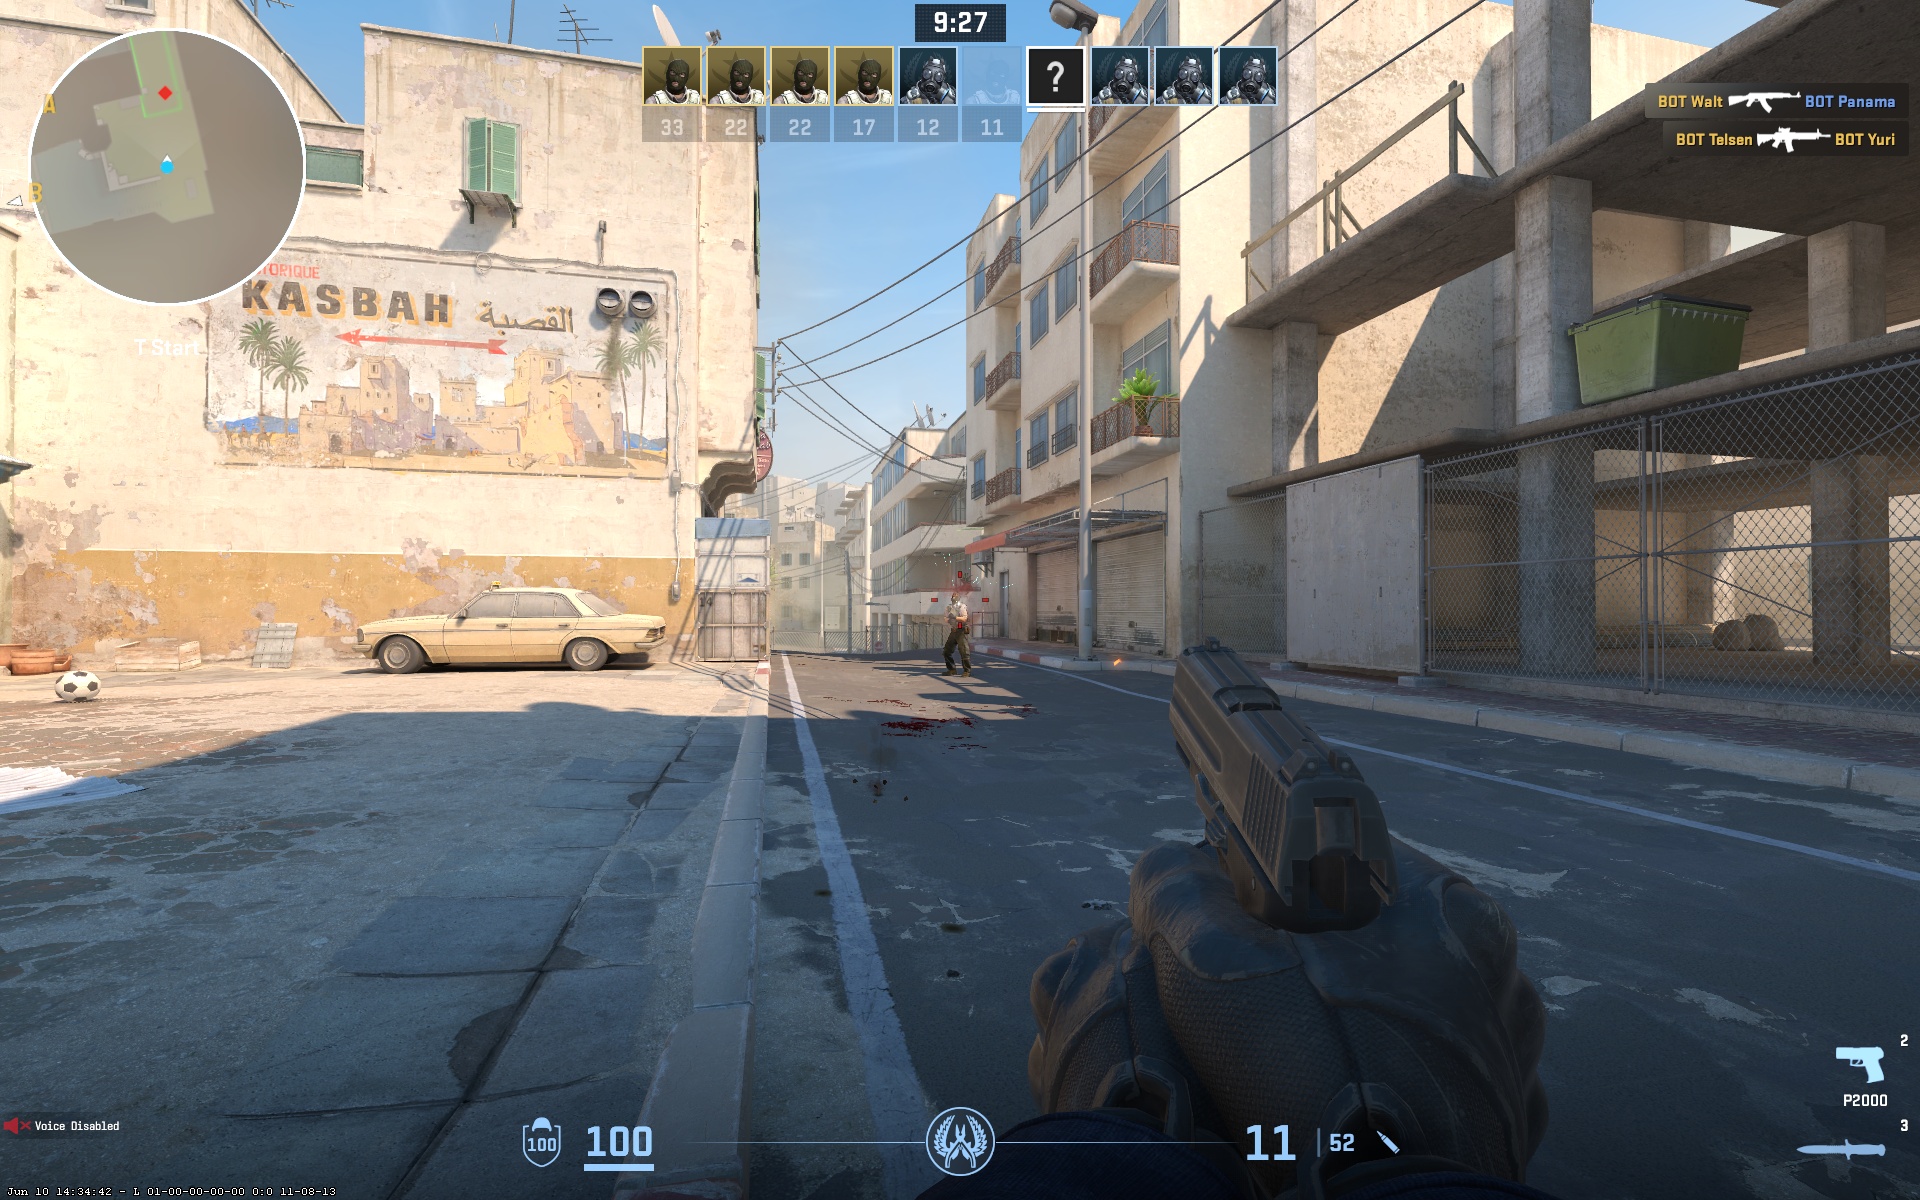 9:27
?
33 22 22 17 12 11
A
B
BOT Walt BOT Panama
BOT Telsen BOT Yuri
TORIQUE
KASBAH القصبة
T Start
2
P2000
3
Voice Disabled
100 100
11 52
Jun 10 14:34:42 - L 01-00-00-00-00 0:0 11-08-13